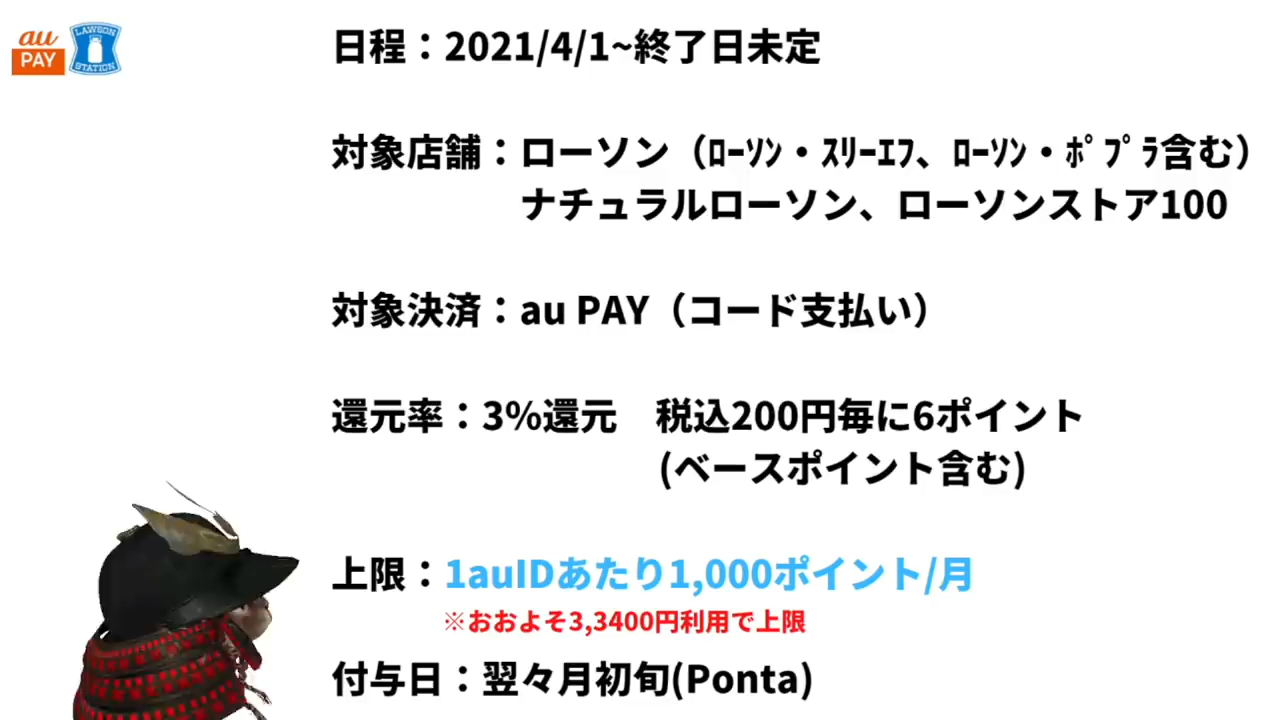 au
PAY
LAWSON
STATION
日程：2021/4/1~終了日未定
対象店舗：ローソン（ﾛｰｿﾝ・ｽﾘｰｴﾌ、ﾛｰｿﾝ・ﾎﾟﾌﾟﾗ含む）
ナチュラルローソン、ローソンストア100
対象決済：au PAY（コード支払い）
還元率：3%還元　税込200円毎に6ポイント
(ベースポイント含む)
上限：1auIDあたり1,000ポイント/月
※おおよそ3,3400円利用で上限
付与日：翌々月初旬(Ponta)